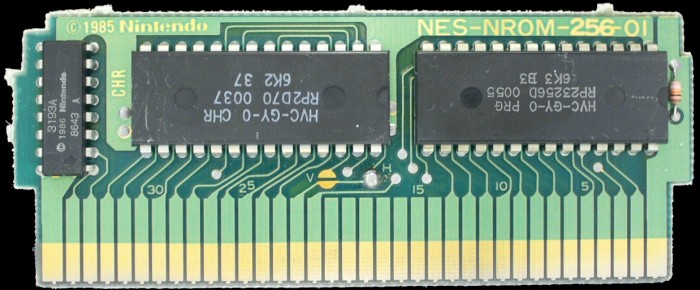 © 1985 Nintendo
NES-NROM-256-01
CHR
3193A
© 1986 Nintendo
8643 A
HVC-GY-0 CHR
RP2D70 0037
6K2 37
HVC-GY-0 PRG
RP23256D 0055
6K3 B3
30
25
V
H
15
10
5